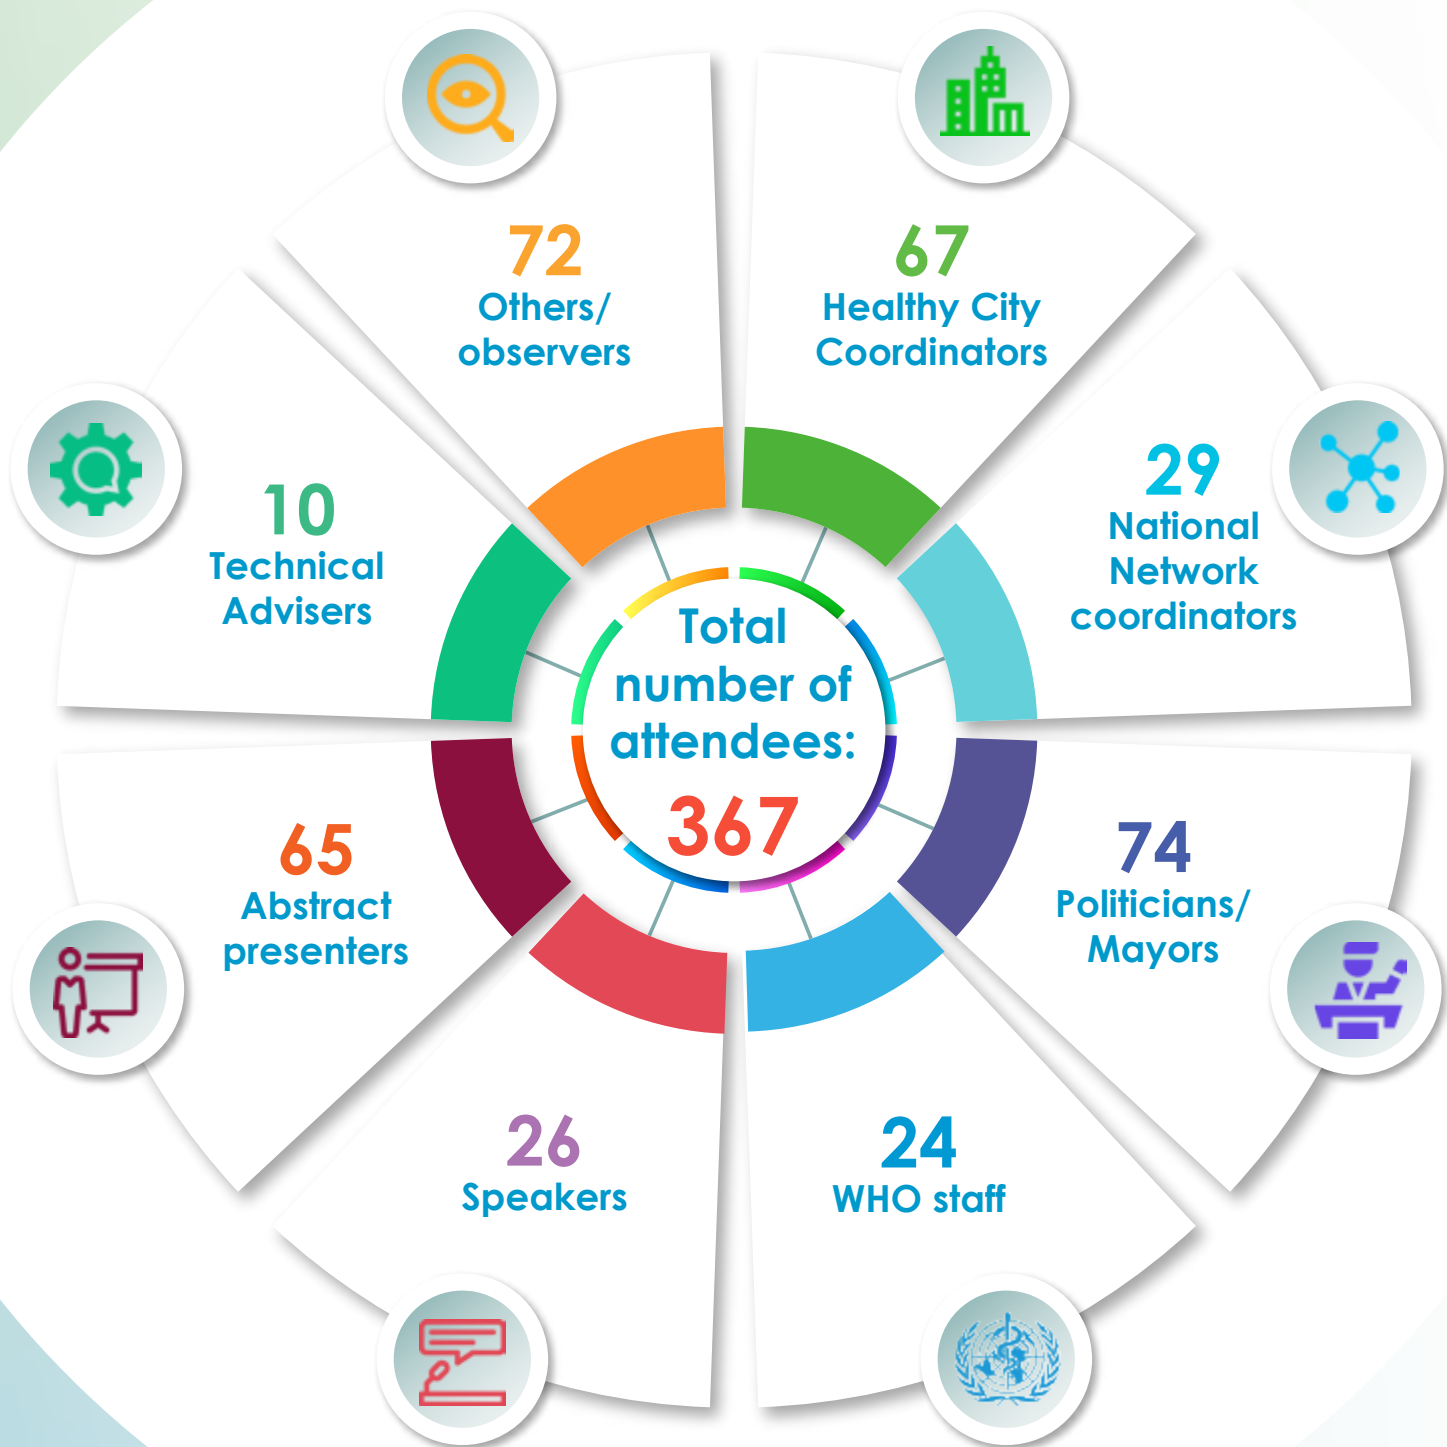 Total
number of
attendees:
367
67
Healthy City
Coordinators
29
National
Network
coordinators
74
Politicians/
Mayors
24
WHO staff
26
Speakers
65
Abstract
presenters
10
Technical
Advisers
72
Others/
observers